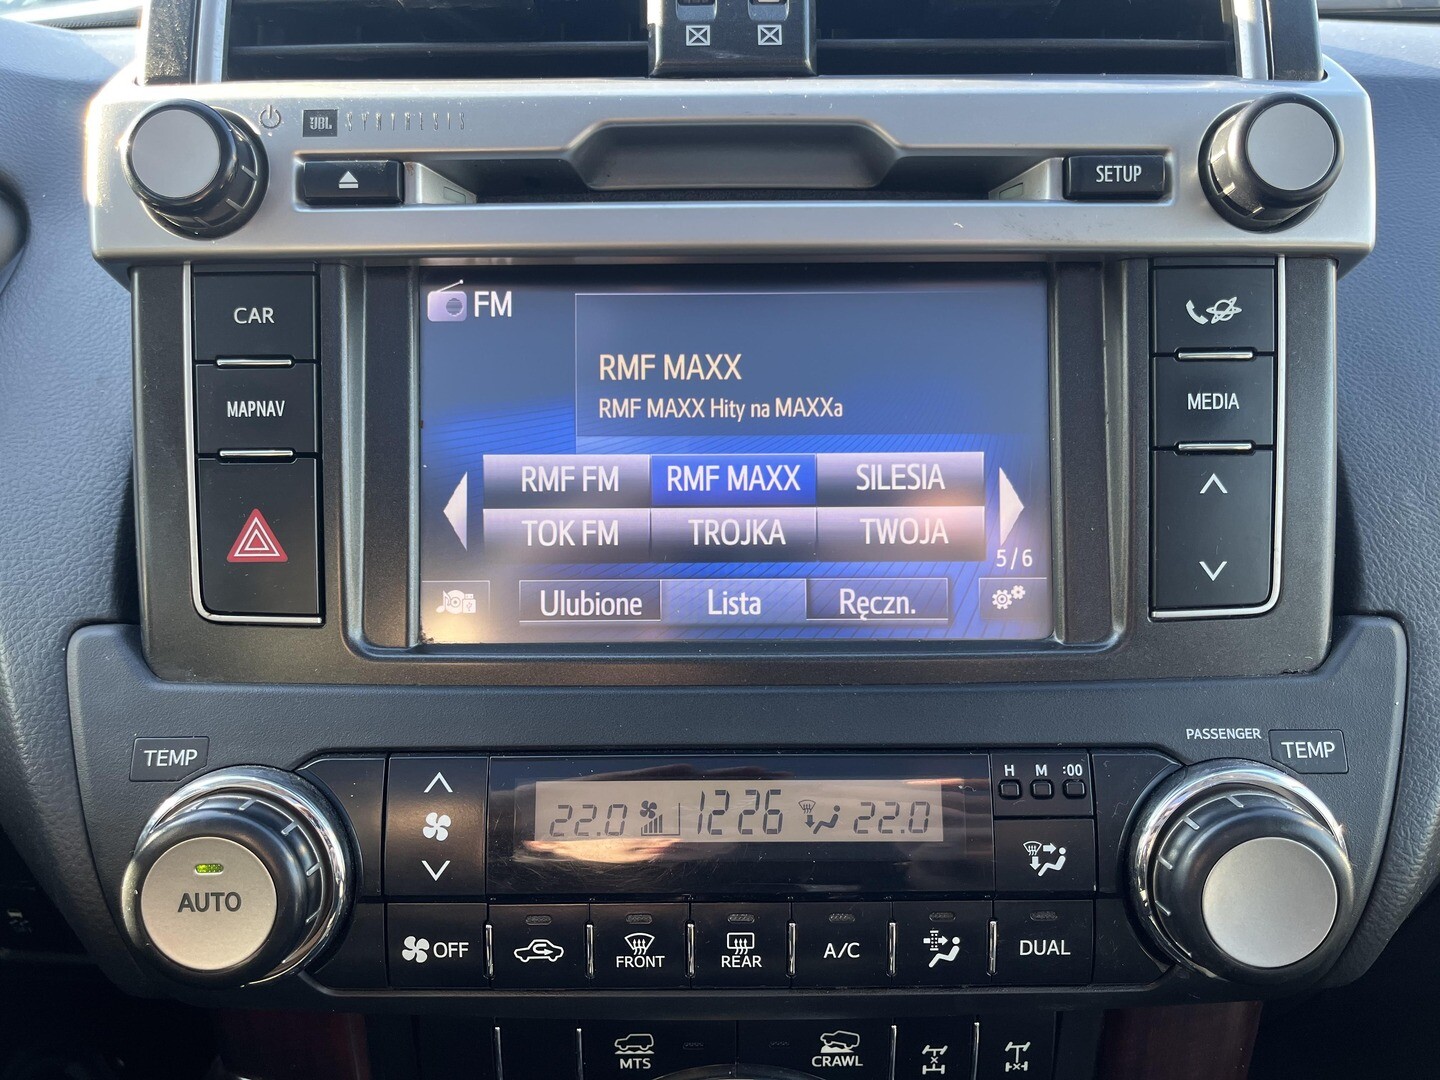 JBL SYNTHESIS
SETUP
CAR
MAPNAV
FM
RMF MAXX
RMF MAXX Hity na MAXXa
RMF FM
RMF MAXX
SILESIA
TOK FM
TROJKA
TWOJA
5/6
Ulubione
Lista
Ręczn.
MEDIA
TEMP
PASSENGER
TEMP
AUTO
22.0
12:26
22.0
H
M
:00
OFF
FRONT
REAR
A/C
DUAL
MTS
CRAWL